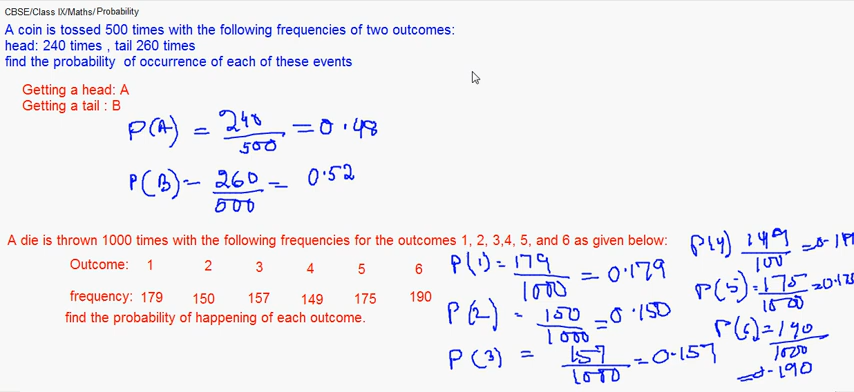 CBSE/Class IX/Maths/Probability
A coin is tossed 500 times with the following frequencies of two outcomes:
head: 240 times , tail 260 times
find the probability of occurrence of each of these events
Getting a head: A
Getting a tail : B
P(A) = 240/500 = 0.48
P(B) = 260/500 = 0.52
A die is thrown 1000 times with the following frequencies for the outcomes 1, 2, 3,4, 5, and 6 as given below:
Outcome: 1 2 3 4 5 6
frequency: 179 150 157 149 175 190
find the probability of happening of each outcome.
P(1) = 179/1000 = 0.179
P(2) = 150/1000 = 0.150
P(3) = 157/1000 = 0.157
P(4) 149/100 =
P(5) = 175/1000 =
P(6) = 190/1000
= 0.190